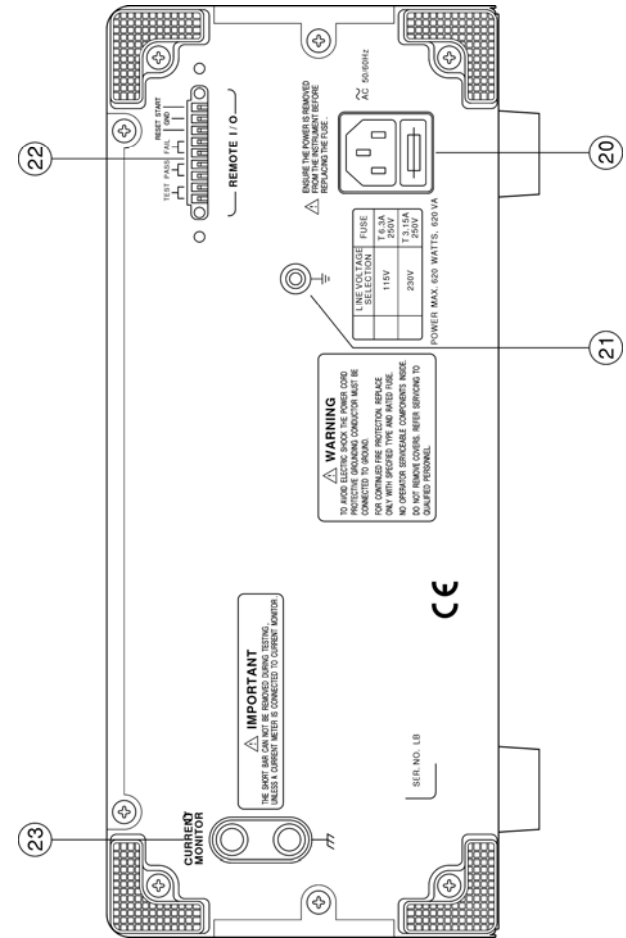 23
22
21
20
CURRENT
MONITOR
IMPORTANT
THE SHORT BAR CAN NOT BE REMOVED DURING TESTING,
UNLESS A CURRENT METER IS CONNECTED TO CURRENT MONITOR.
SER. NO. LB
CE
WARNING
TO AVOID ELECTRIC SHOCK THE POWER CORD
PROTECTIVE GROUNDING CONDUCTOR MUST BE
CONNECTED TO GROUND.
FOR CONTINUED FIRE PROTECTION. REPLACE
ONLY WITH SPECIFIED TYPE AND RATED FUSE.
NO OPERATOR SERVICEABLE COMPONENTS INSIDE.
DO NOT REMOVE COVERS. REFER SERVICING TO
QUALIFIED PERSONNEL.
TEST PASS FAIL RESET START
GND
REMOTE I / O
ENSURE THE POWER IS REMOVED
FROM THE INSTRUMENT BEFORE
REPLACING THE FUSE .
LINE VOLTAGE
SELECTION
FUSE
115V
T 6.3A
250V
230V
T 3.15A
250V
POWER MAX. 620 WATTS, 620 VA
AC 50/60Hz